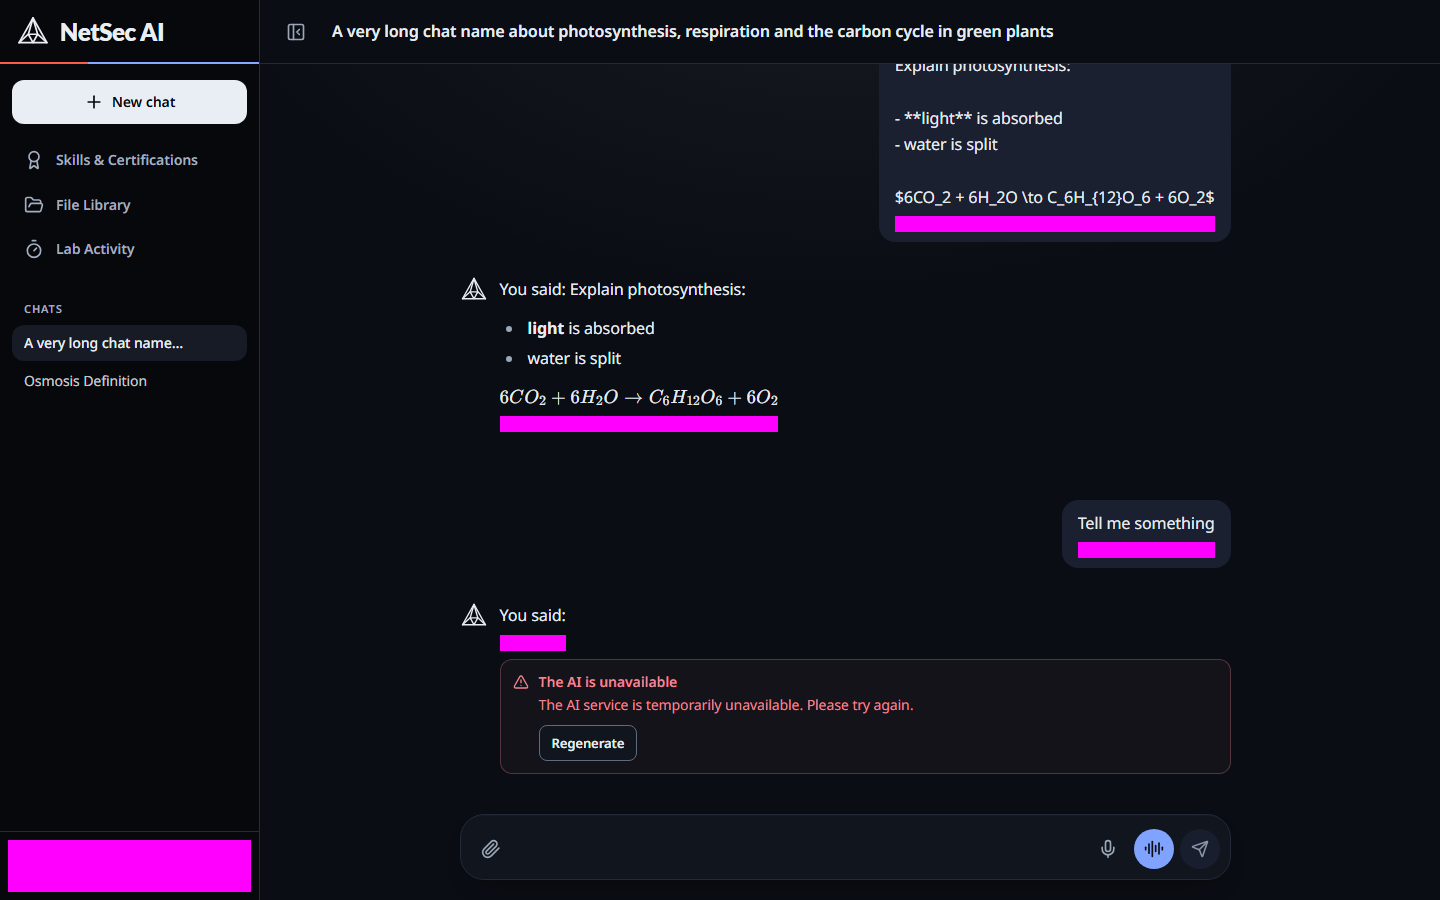 NetSec AI
A very long chat name about photosynthesis, respiration and the carbon cycle in green plants
New chat
Skills & Certifications
File Library
Lab Activity
CHATS
A very long chat name...
Osmosis Definition
Explain photosynthesis:
- **light** is absorbed
- water is split
$6CO_2 + 6H_2O \to C_6H_{12}O_6 + 6O_2$
You said: Explain photosynthesis:
• light is absorbed
• water is split
6CO₂ + 6H₂O → C₆H₁₂O₆ + 6O₂
Tell me something
You said:
The AI is unavailable
The AI service is temporarily unavailable. Please try again.
Regenerate